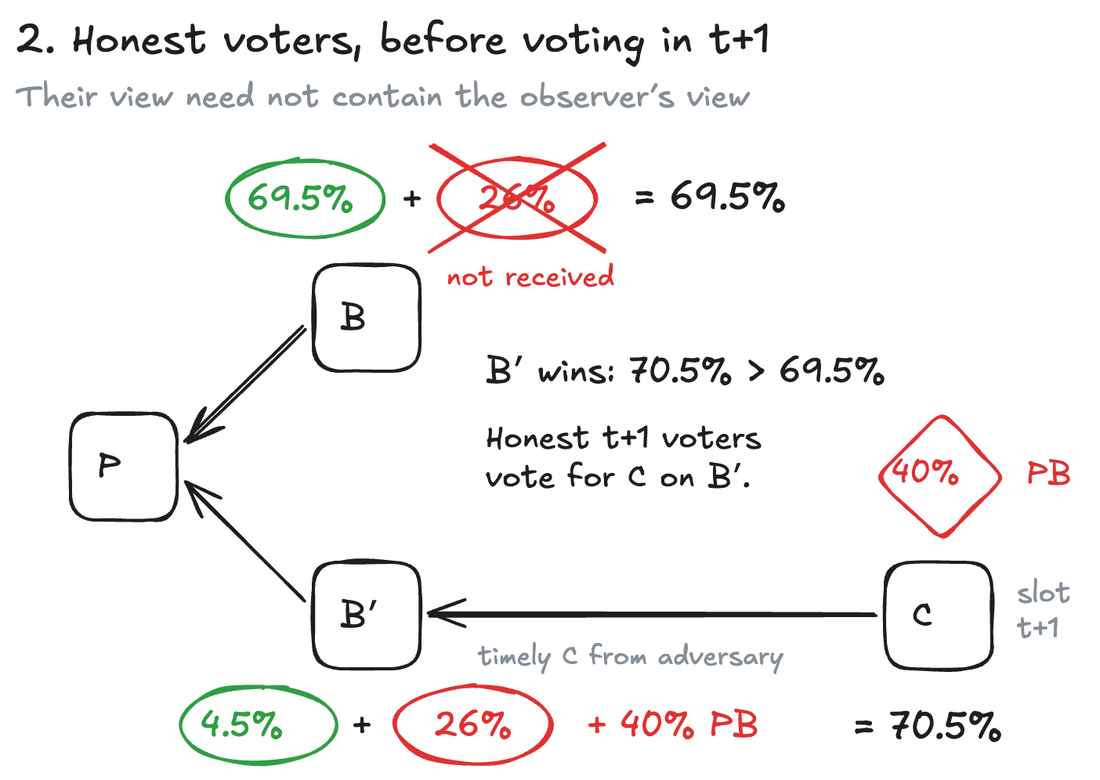 2. Honest voters, before voting in t+1
Their view need not contain the observer's view
69.5% + 26% = 69.5%
not received
B
B' wins: 70.5% > 69.5%
Honest t+1 voters
vote for C on B'.
P
40% PB
B'
C
slot
t+1
timely C from adversary
4.5% + 26% + 40% PB = 70.5%